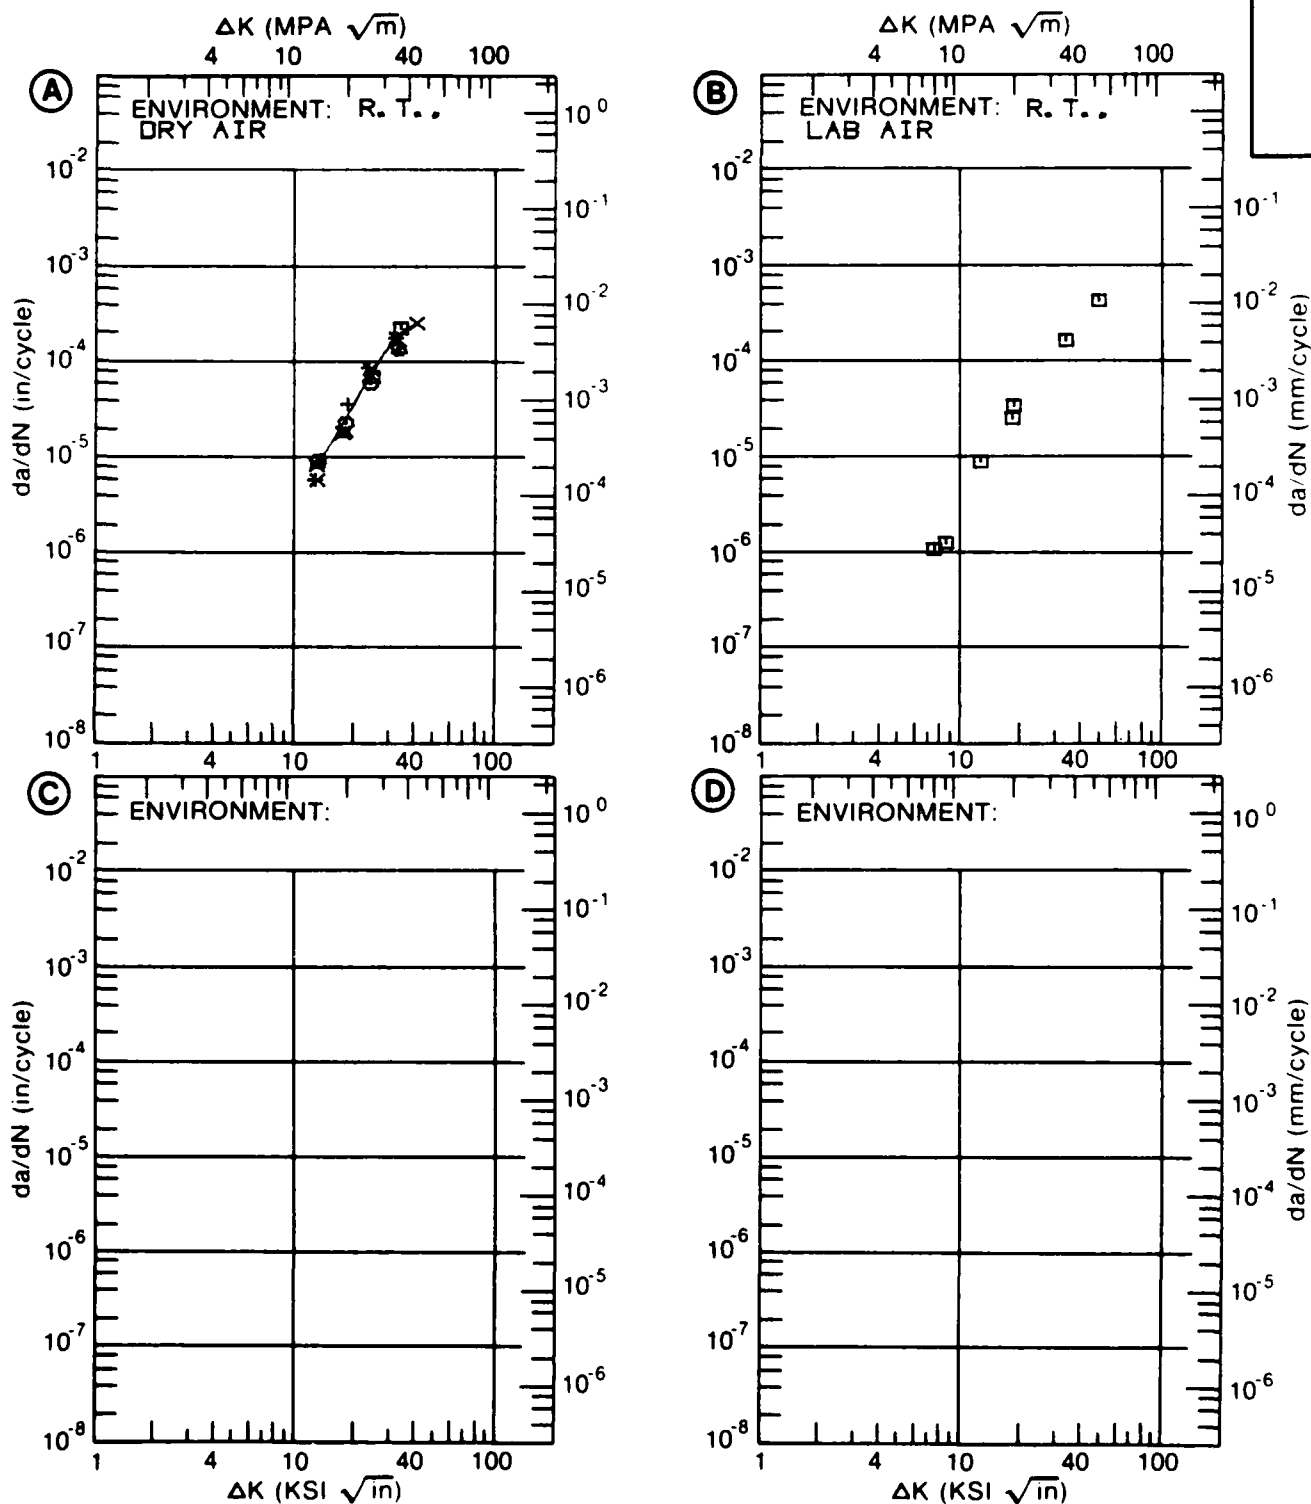 ΔK (MPA √m)
4 10 40 100
A
ENVIRONMENT: R. T.,
DRY AIR
10^0
10^-2
10^-1
10^-3
10^-2
10^-4
10^-3
10^-5
10^-4
10^-6
10^-5
10^-7
10^-6
10^-8
da/dN (in/cycle)
1 4 10 40 100
ΔK (MPA √m)
4 10 40 100
B
ENVIRONMENT: R. T.,
LAB AIR
10^-2
10^-1
10^-3
10^-2
10^-4
10^-3
10^-5
10^-4
10^-6
10^-5
10^-7
10^-6
10^-8
da/dN (mm/cycle)
1 4 10 40 100
C
ENVIRONMENT:
10^0
10^-2
10^-1
10^-3
10^-2
10^-4
10^-3
10^-5
10^-4
10^-6
10^-5
10^-7
10^-6
10^-8
da/dN (in/cycle)
1 4 10 40 100
ΔK (KSI √in)
D
ENVIRONMENT:
10^0
10^-2
10^-1
10^-3
10^-2
10^-4
10^-3
10^-5
10^-4
10^-6
10^-5
10^-7
10^-6
10^-8
da/dN (mm/cycle)
1 4 10 40 100
ΔK (KSI √in)